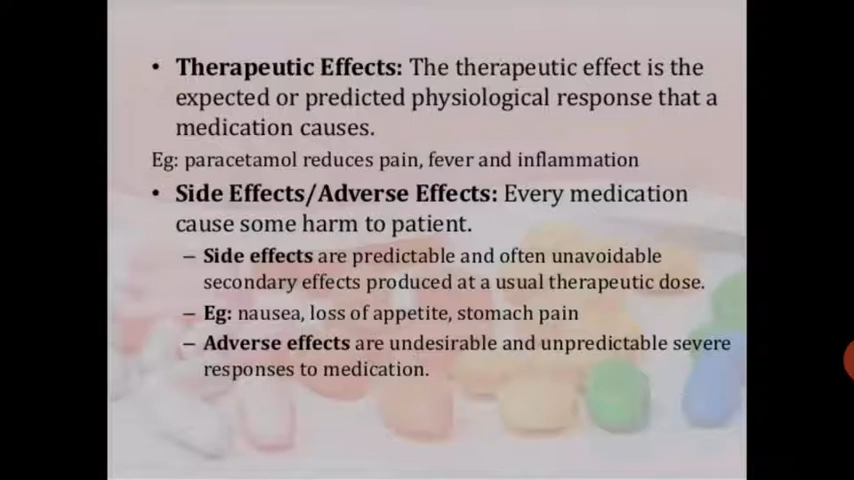 • Therapeutic Effects: The therapeutic effect is the
expected or predicted physiological response that a
medication causes.
Eg: paracetamol reduces pain, fever and inflammation
• Side Effects/Adverse Effects: Every medication
cause some harm to patient.
– Side effects are predictable and often unavoidable
secondary effects produced at a usual therapeutic dose.
– Eg: nausea, loss of appetite, stomach pain
– Adverse effects are undesirable and unpredictable severe
responses to medication.